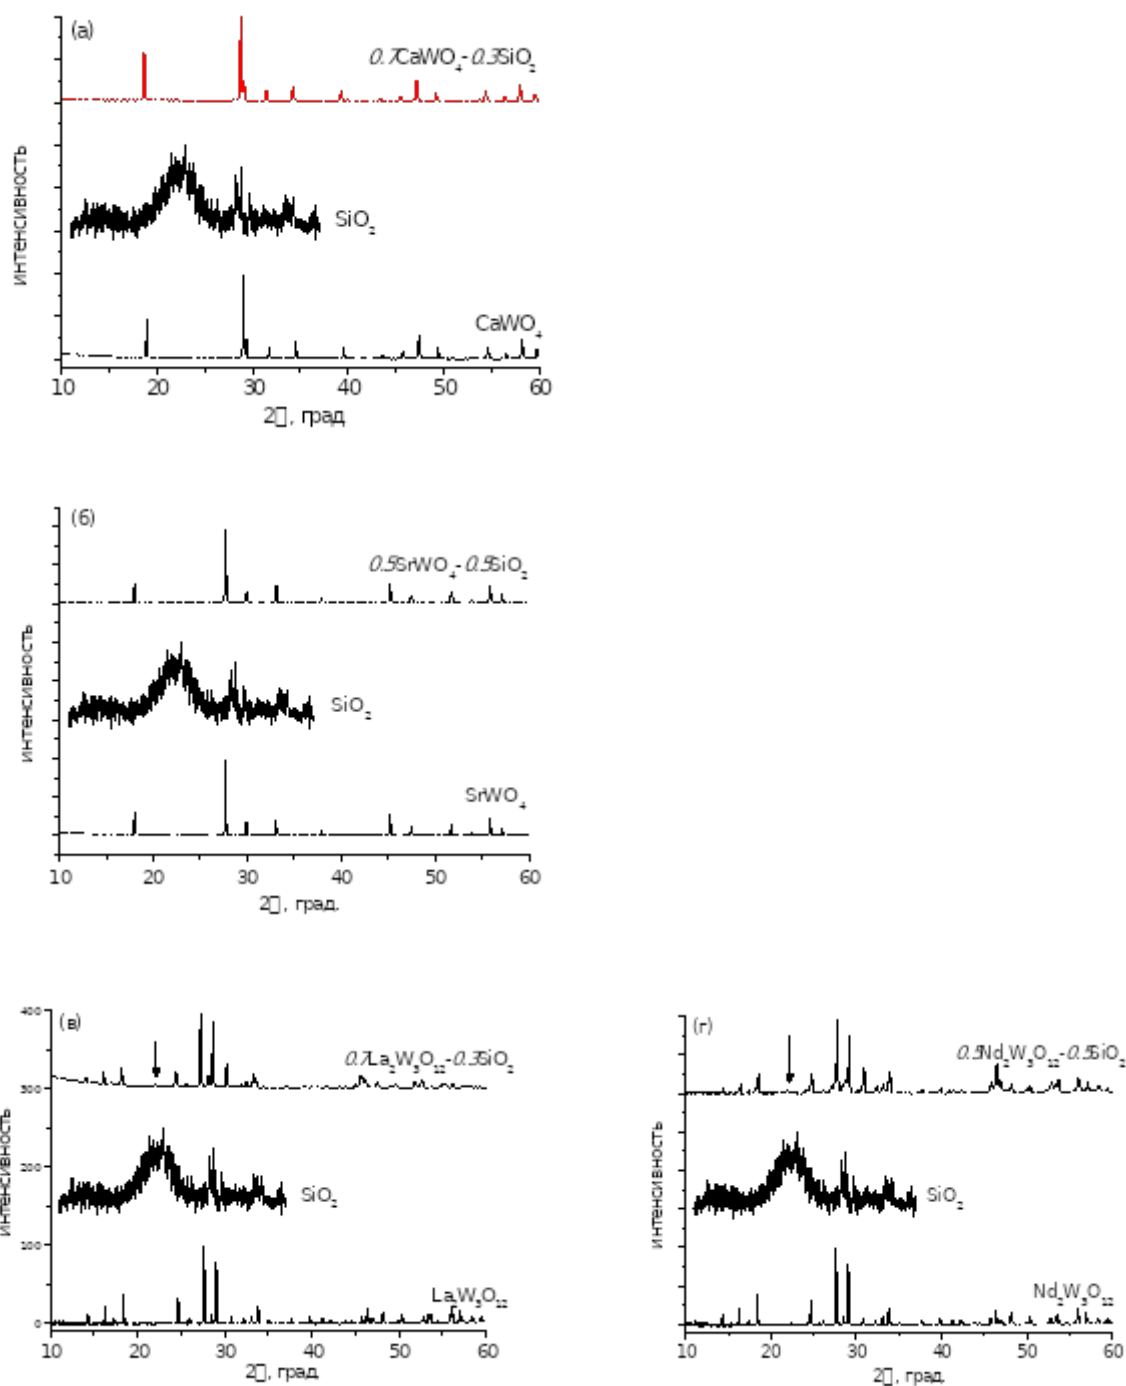 (а)
0.7CaWO₄-0.3SiO₂
SiO₂
CaWO₄
интенсивность
10 20 30 40 50 60
2▯, град.
(б)
0.5SrWO₄-0.5SiO₂
SiO₂
SrWO₄
интенсивность
10 20 30 40 50 60
2▯, град.
(в)
400
300
200
100
0
0.7La₂W₃O₁₂-0.3SiO₂
SiO₂
La₂W₃O₁₂
интенсивность
10 20 30 40 50 60
2▯, град.
(г)
0.5Nd₂W₃O₁₂-0.5SiO₂
SiO₂
Nd₂W₃O₁₂
интенсивность
10 20 30 40 50 60
2▯, град.